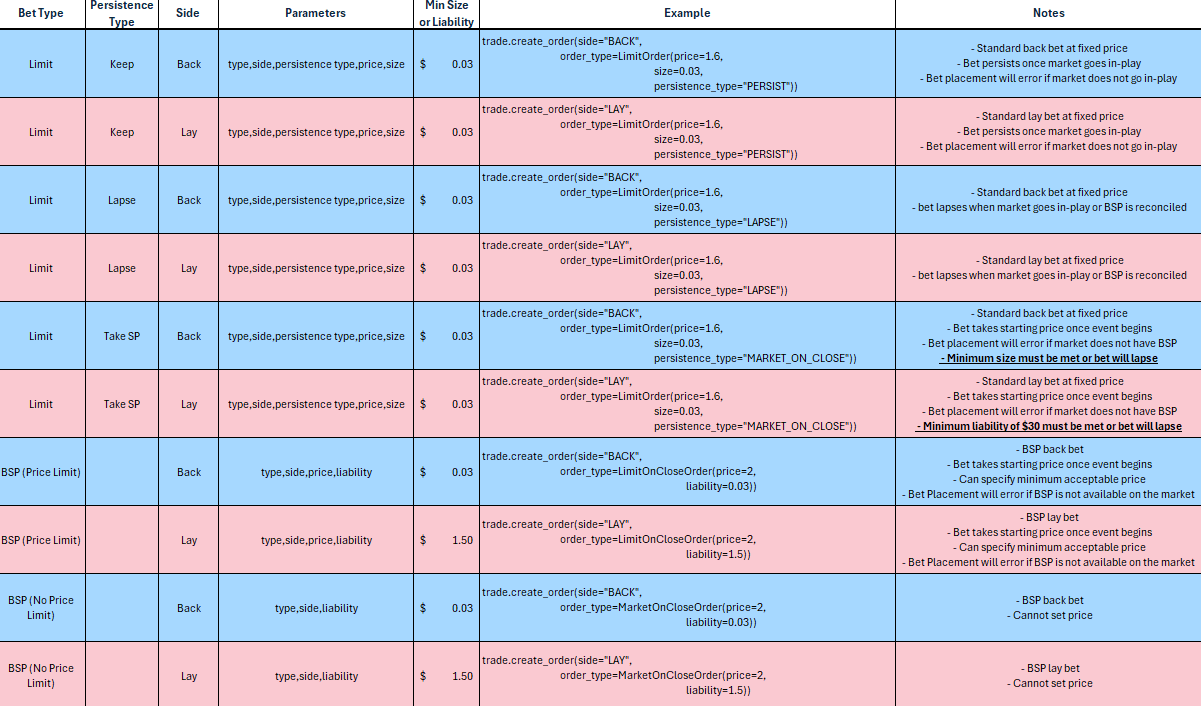 Bet Type
Persistence
Type
Side
Parameters
Min Size
or Liability
Example
Notes
Limit
Keep
Back
type,side,persistence type,price,size
$ 0.03
trade.create_order(side="BACK",
order_type=LimitOrder(price=1.6,
size=0.03,
persistence_type="PERSIST"))
- Standard back bet at fixed price
- Bet persists once market goes in-play
- Bet placement will error if market does not go in-play
Limit
Keep
Lay
type,side,persistence type,price,size
$ 0.03
trade.create_order(side="LAY",
order_type=LimitOrder(price=1.6,
size=0.03,
persistence_type="PERSIST"))
- Standard lay bet at fixed price
- Bet persists once market goes in-play
- Bet placement will error if market does not go in-play
Limit
Lapse
Back
type,side,persistence type,price,size
$ 0.03
trade.create_order(side="BACK",
order_type=LimitOrder(price=1.6,
size=0.03,
persistence_type="LAPSE"))
- Standard back bet at fixed price
- bet lapses when market goes in-play or BSP is reconciled
Limit
Lapse
Lay
type,side,persistence type,price,size
$ 0.03
trade.create_order(side="LAY",
order_type=LimitOrder(price=1.6,
size=0.03,
persistence_type="LAPSE"))
- Standard lay bet at fixed price
- bet lapses when market goes in-play or BSP is reconciled
Limit
Take SP
Back
type,side,persistence type,price,size
$ 0.03
trade.create_order(side="BACK",
order_type=LimitOrder(price=1.6,
size=0.03,
persistence_type="MARKET_ON_CLOSE"))
- Standard back bet at fixed price
- Bet takes starting price once event begins
- Bet placement will error if market does not have BSP
- Minimum size must be met or bet will lapse
Limit
Take SP
Lay
type,side,persistence type,price,size
$ 0.03
trade.create_order(side="LAY",
order_type=LimitOrder(price=1.6,
size=0.03,
persistence_type="MARKET_ON_CLOSE"))
- Standard lay bet at fixed price
- Bet takes starting price once event begins
- Bet placement will error if market does not have BSP
- Minimum liability of $30 must be met or bet will lapse
BSP (Price Limit)
Back
type,side,price,liability
$ 0.03
trade.create_order(side="BACK",
order_type=LimitOnCloseOrder(price=2,
liability=0.03))
- BSP back bet
- Bet takes starting price once event begins
- Can specify minimum acceptable price
- Bet Placement will error if BSP is not available on the market
BSP (Price Limit)
Lay
type,side,price,liability
$ 1.50
trade.create_order(side="LAY",
order_type=LimitOnCloseOrder(price=2,
liability=1.5))
- BSP lay bet
- Bet takes starting price once event begins
- Can specify minimum acceptable price
- Bet Placement will error if BSP is not available on the market
BSP (No Price
Limit)
Back
type,side,liability
$ 0.03
trade.create_order(side="BACK",
order_type=MarketOnCloseOrder(price=2,
liability=0.03))
- BSP back bet
- Cannot set price
BSP (No Price
Limit)
Lay
type,side,liability
$ 1.50
trade.create_order(side="LAY",
order_type=MarketOnCloseOrder(price=2,
liability=1.5))
- BSP lay bet
- Cannot set price